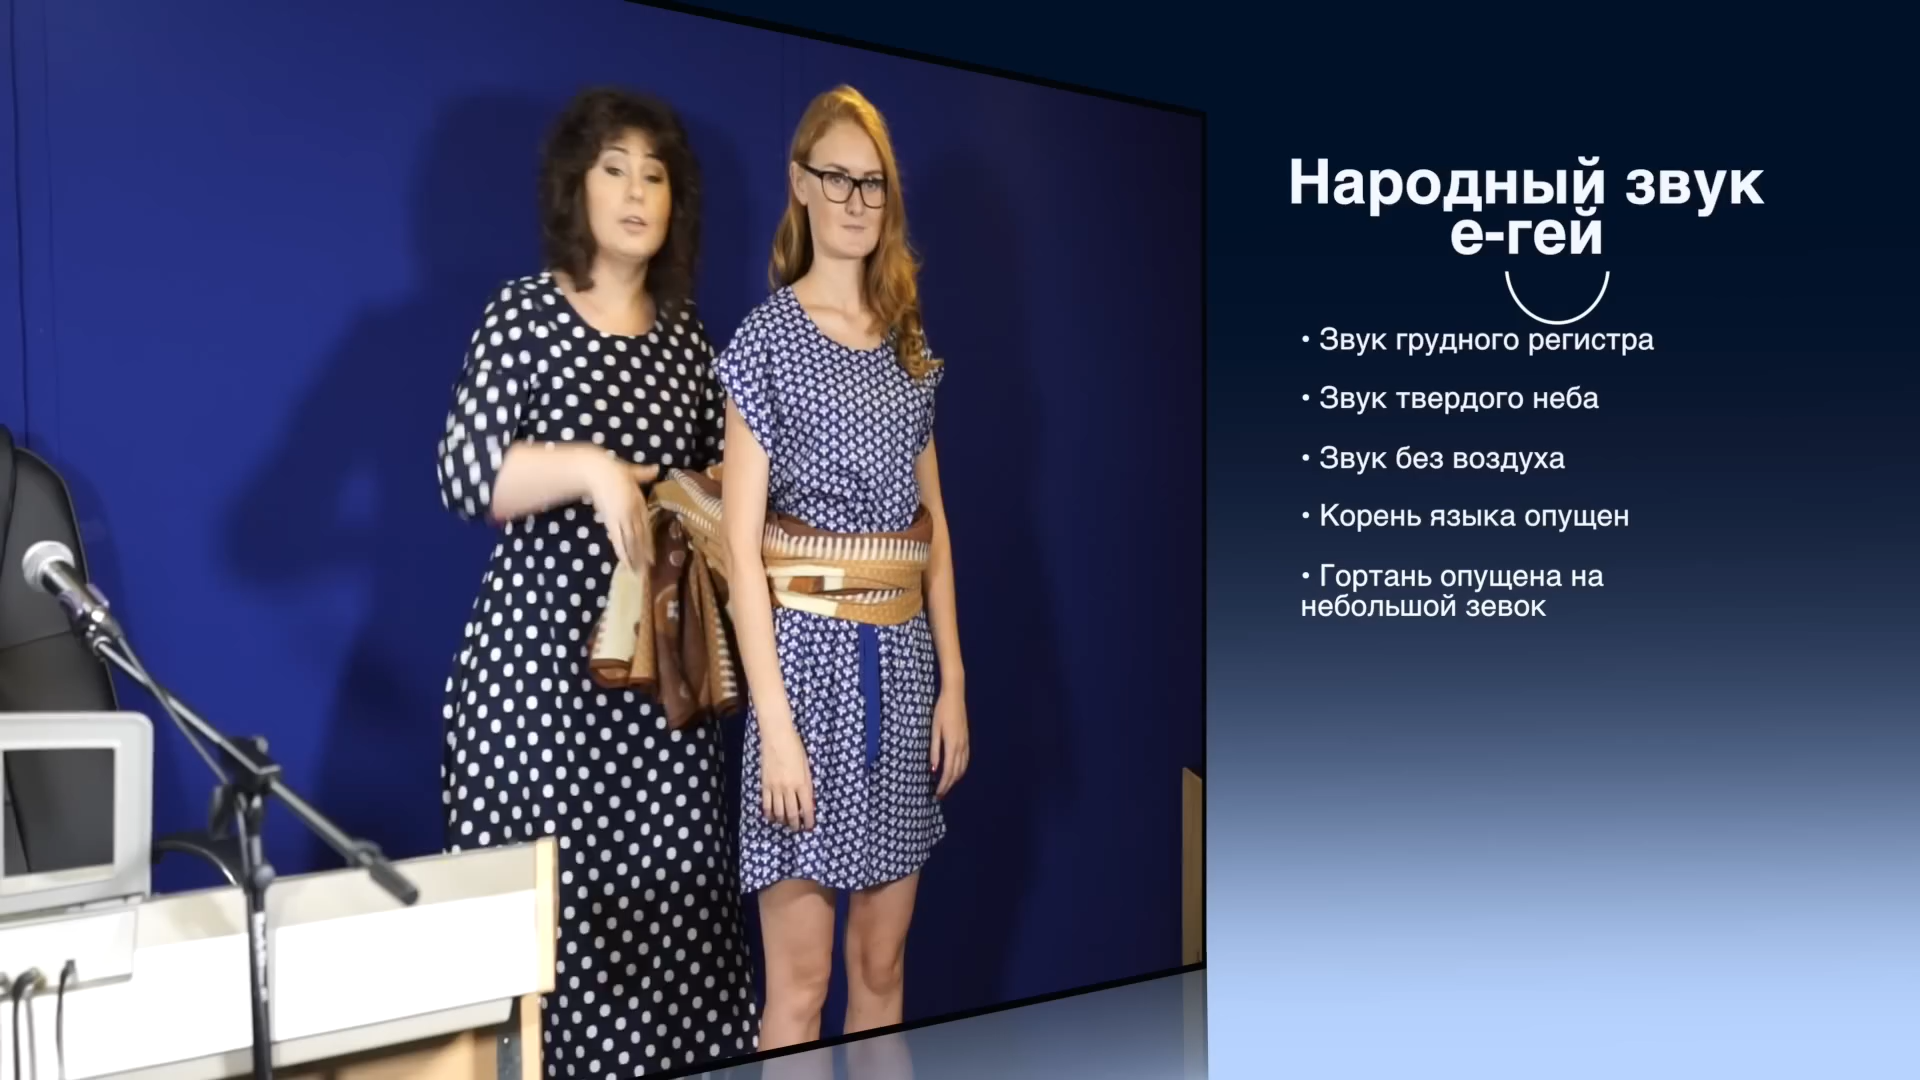 Народный звук
е-гей
• Звук грудного регистра
• Звук твердого неба
• Звук без воздуха
• Корень языка опущен
• Гортань опущена на
небольшой зевок